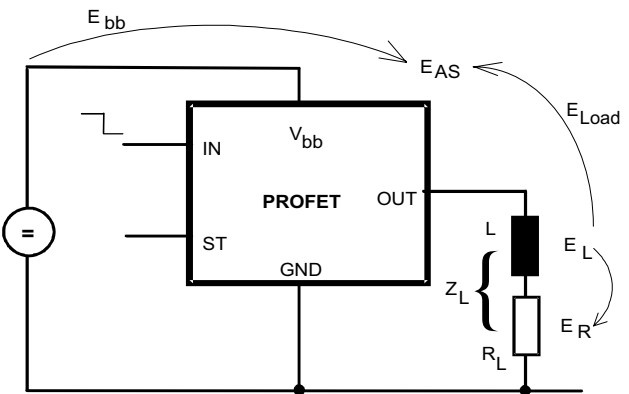 E bb
E AS
E Load
V bb
IN
PROFET
OUT
=
ST
L
E L
GND
Z L {
E R
R L